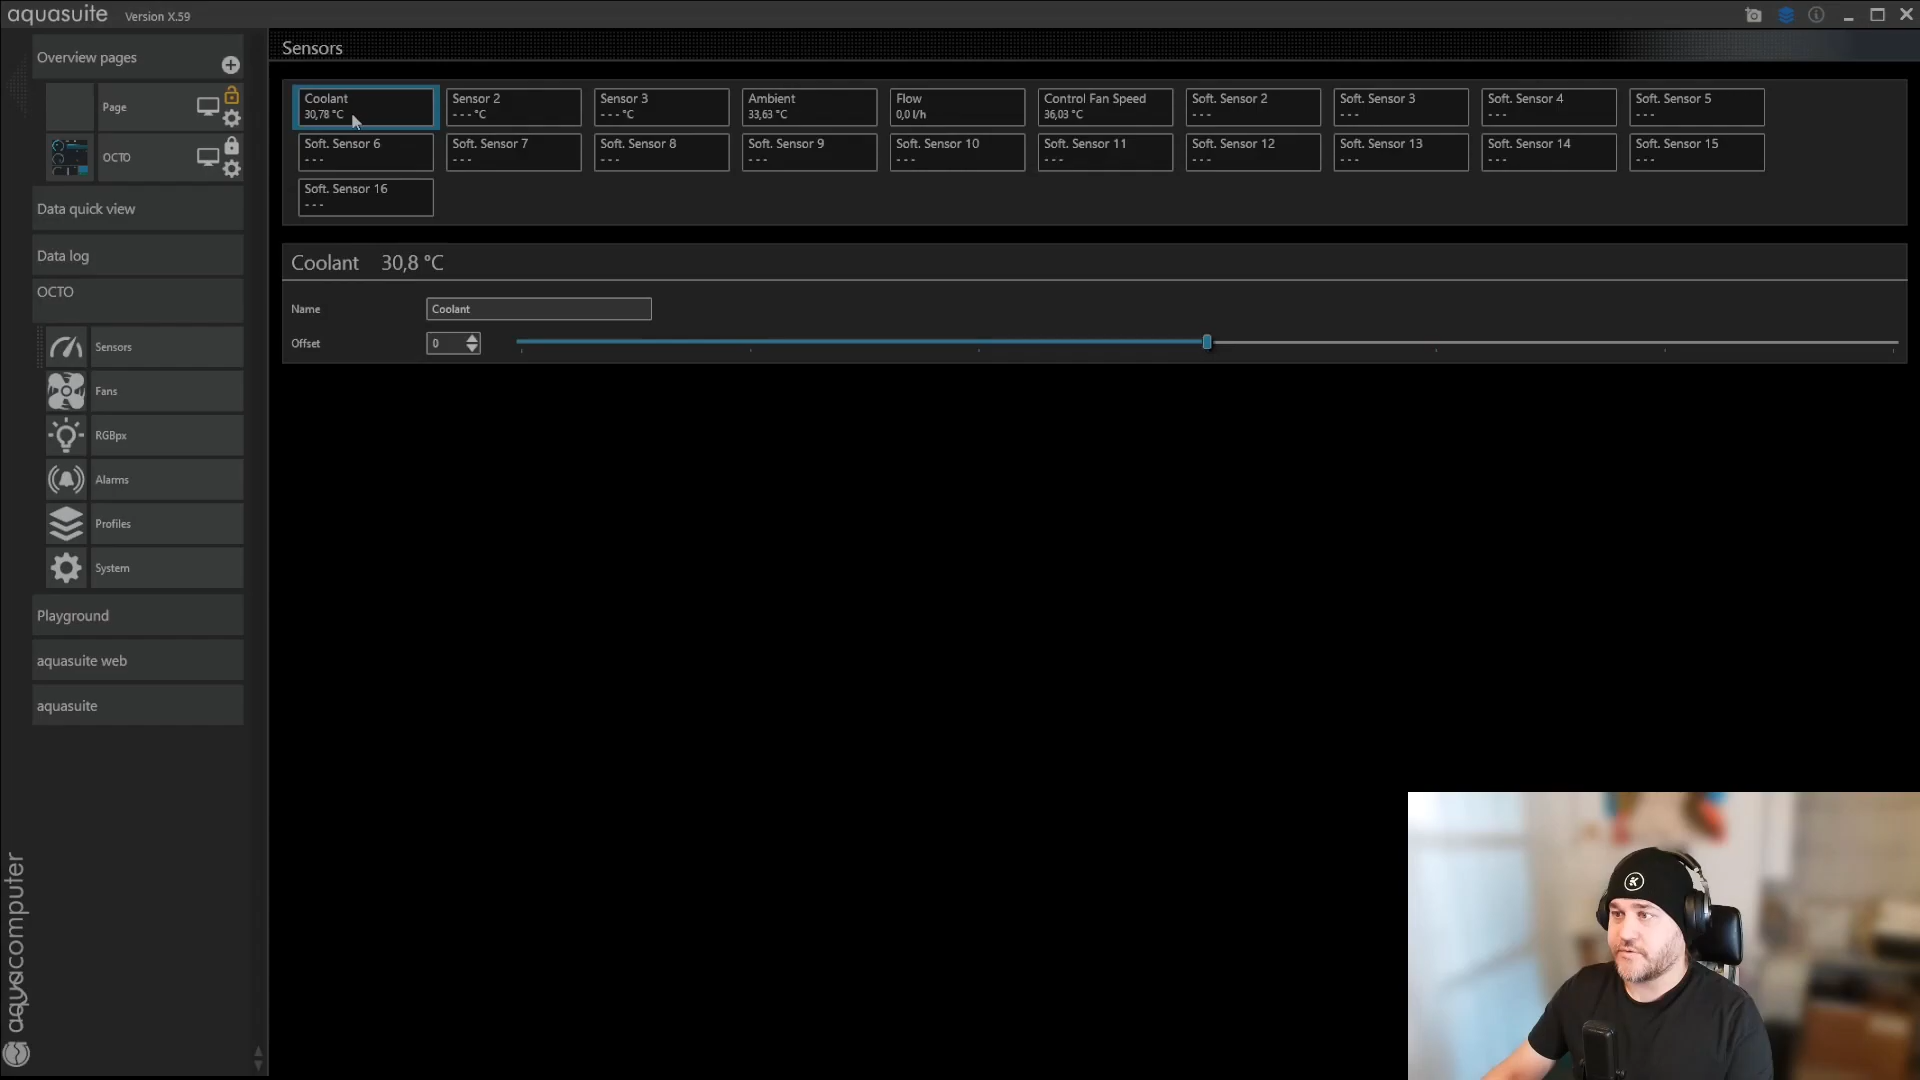 aquasuite Version X.59
Overview pages
Page
OCTO
Data quick view
Data log
OCTO
Sensors
Fans
RGBpx
Alarms
Profiles
System
Playground
aquasuite web
aquasuite
aquacomputer
Sensors
Coolant
30,78 °C
Sensor 2
- - - °C
Sensor 3
- - - °C
Ambient
33,63 °C
Flow
0,0 l/h
Control Fan Speed
36,03 °C
Soft. Sensor 2
- - -
Soft. Sensor 3
- - -
Soft. Sensor 4
- - -
Soft. Sensor 5
- - -
Soft. Sensor 6
- - -
Soft. Sensor 7
- - -
Soft. Sensor 8
- - -
Soft. Sensor 9
- - -
Soft. Sensor 10
- - -
Soft. Sensor 11
- - -
Soft. Sensor 12
- - -
Soft. Sensor 13
- - -
Soft. Sensor 14
- - -
Soft. Sensor 15
- - -
Soft. Sensor 16
- - -
Coolant 30,8 °C
Name Coolant
Offset 0